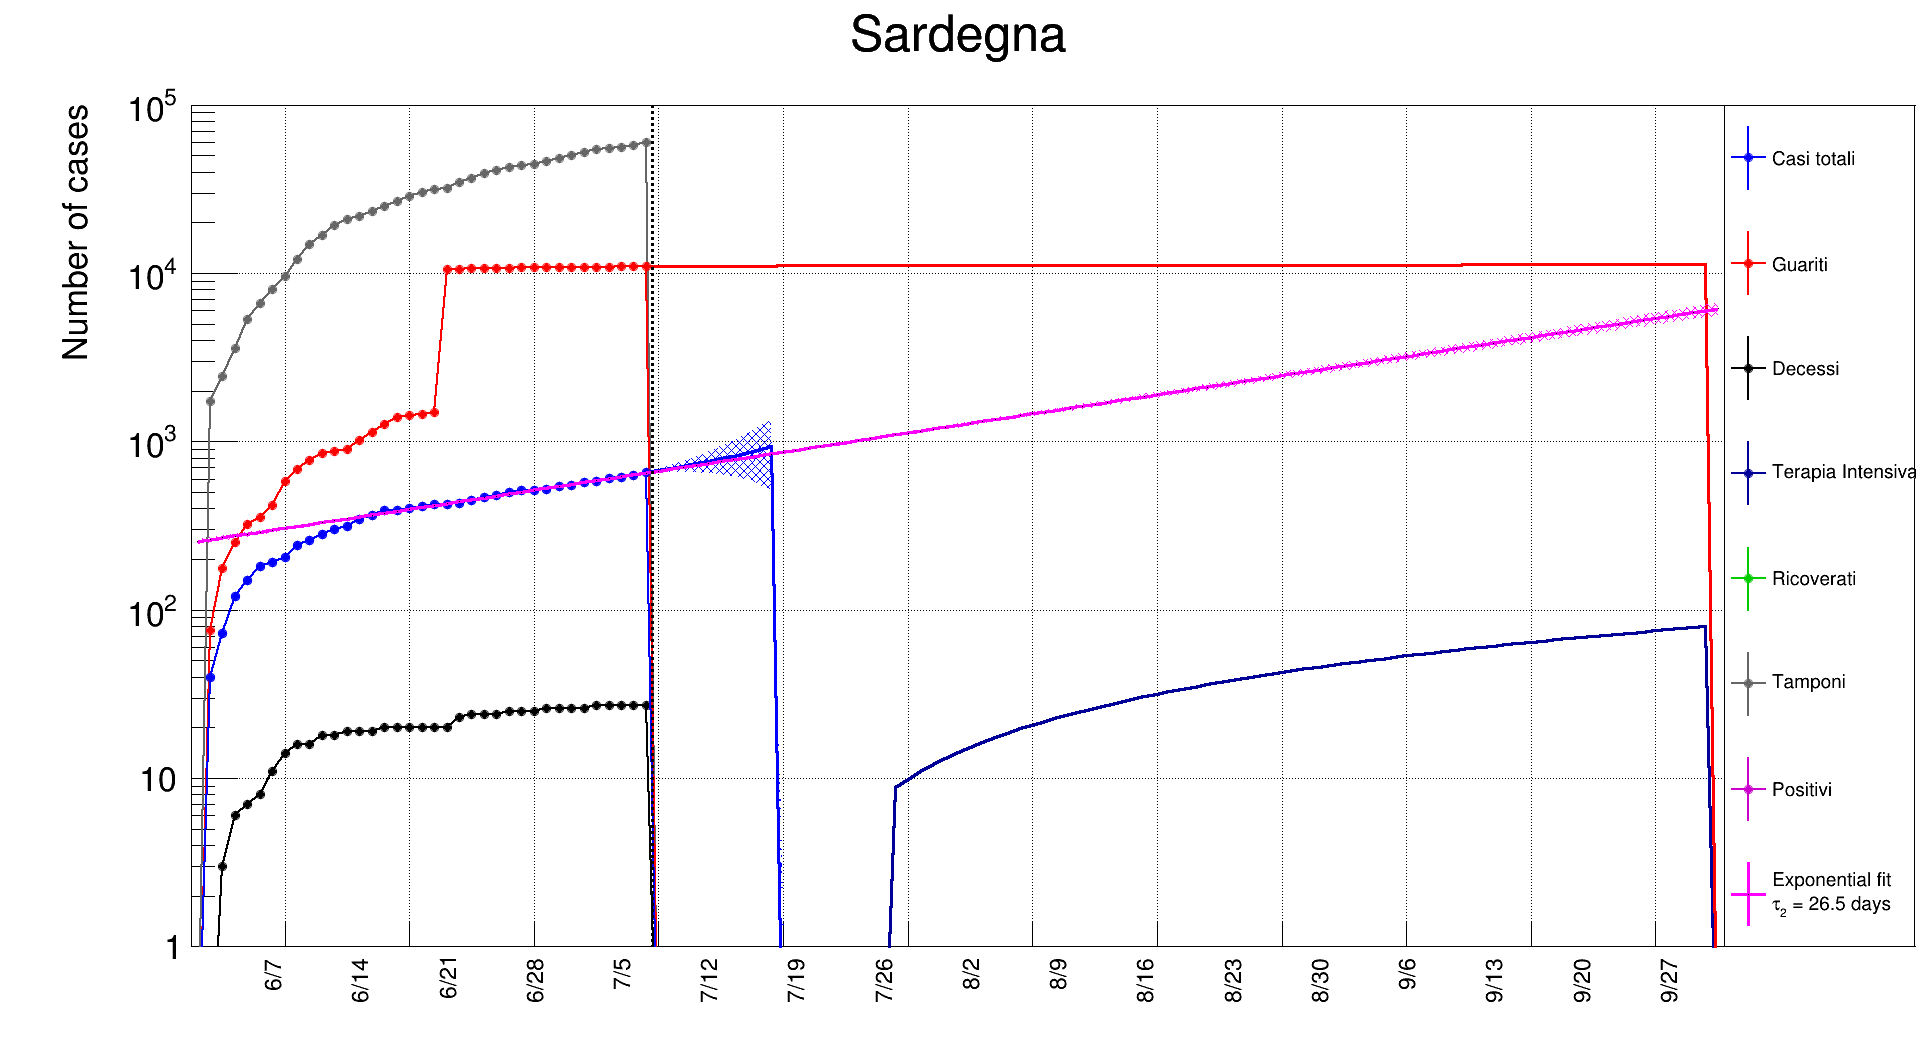 Sardegna
Number of cases
10^5
10^4
10^3
10^2
10
1
6/7 6/14 6/21 6/28 7/5 7/12 7/19 7/26 8/2 8/9 8/16 8/23 8/30 9/6 9/13 9/20 9/27
Casi totali
Guariti
Decessi
Terapia Intensiva
Ricoverati
Tamponi
Positivi
Exponential fit
τ_2 = 26.5 days